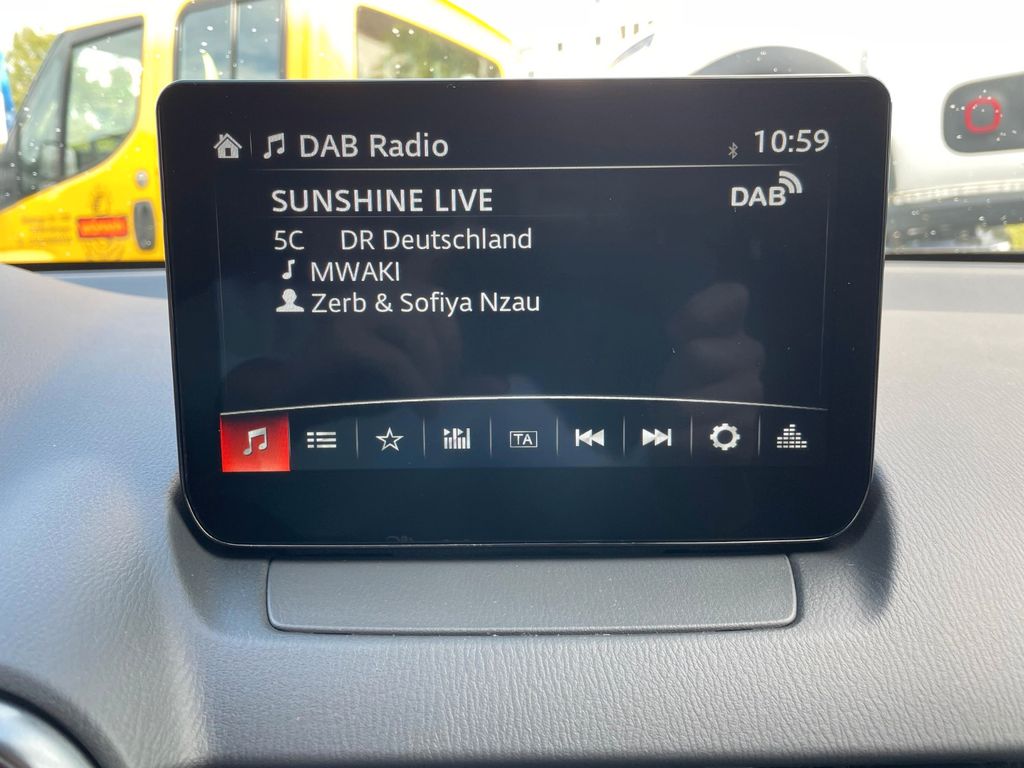 DAB Radio
10:59
SUNSHINE LIVE
DAB
5C DR Deutschland
MWAKI
Zerb & Sofiya Nzau
TA